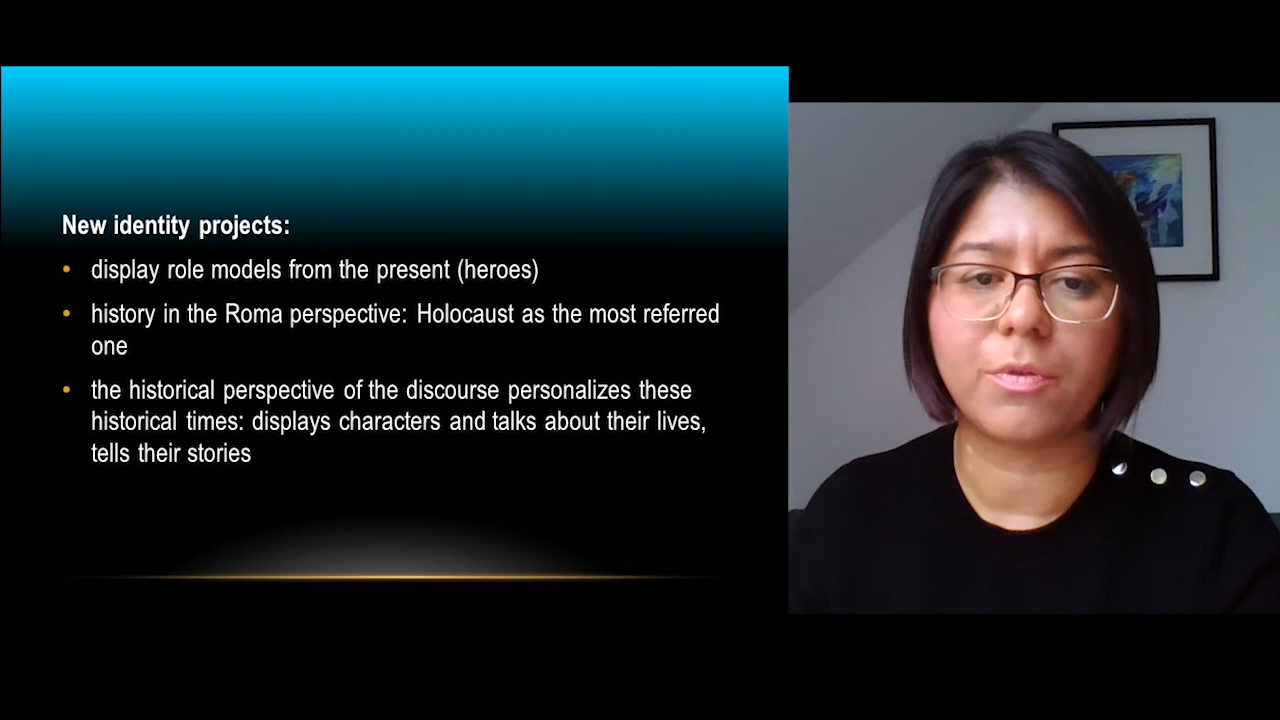 New identity projects:
• display role models from the present (heroes)
• history in the Roma perspective: Holocaust as the most referred
one
• the historical perspective of the discourse personalizes these
historical times: displays characters and talks about their lives,
tells their stories